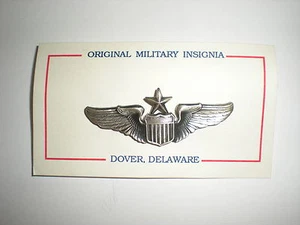 ORIGINAL MILITARY INSIGNIA
DOVER, DELAWARE